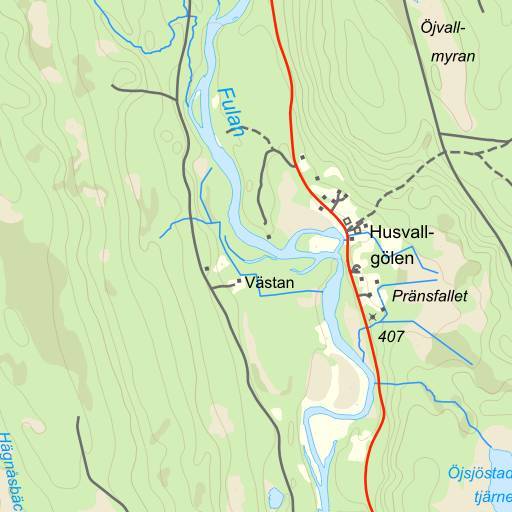 Öjvall-
myran
Fulan
Husvall-
gölen
Västan
Pränsfallet
407
Hägnåsbäc
Öjsjöstad
tjärne